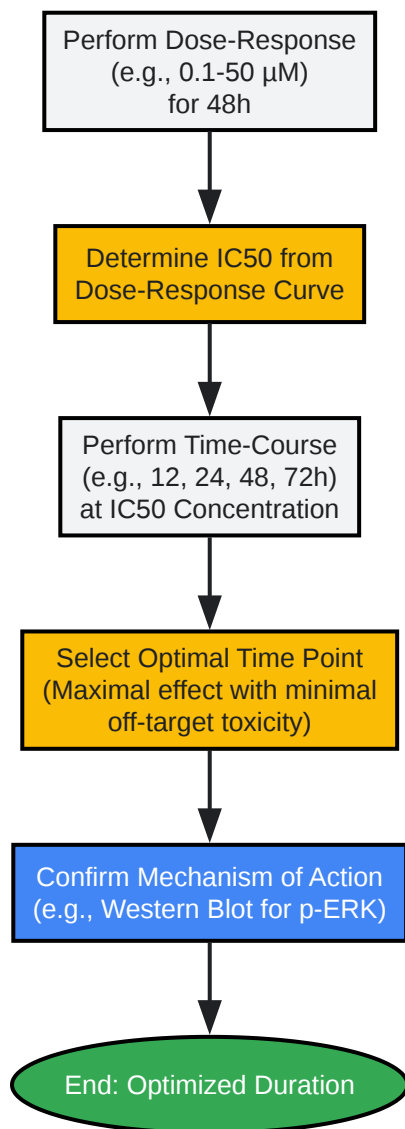 Perform Dose-Response
(e.g., 0.1-50 µM)
for 48h
Determine IC50 from
Dose-Response Curve
Perform Time-Course
(e.g., 12, 24, 48, 72h)
at IC50 Concentration
Select Optimal Time Point
(Maximal effect with minimal
off-target toxicity)
Confirm Mechanism of Action
(e.g., Western Blot for p-ERK)
End: Optimized Duration